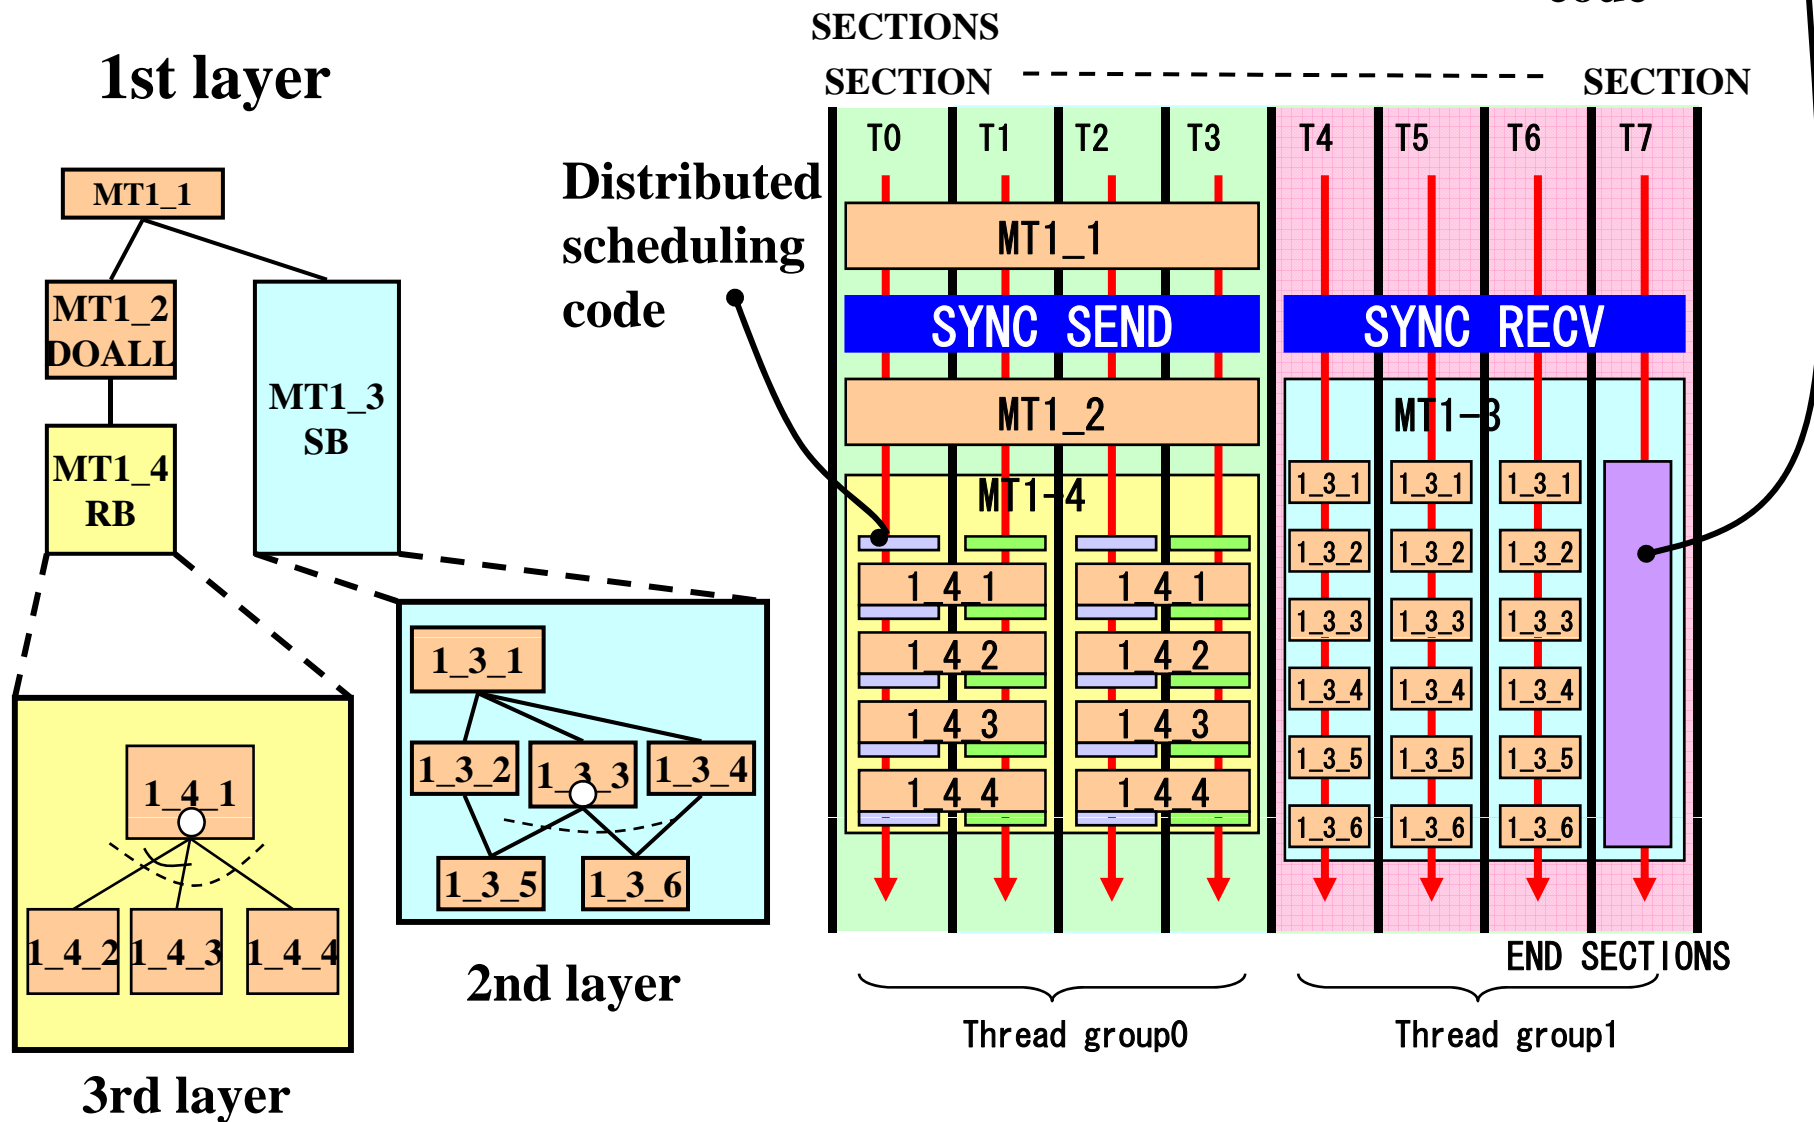 code
SECTIONS
SECTION SECTION
1st layer
T0 T1 T2 T3 T4 T5 T6 T7
Distributed
scheduling
code
MT1_1
MT1_1
MT1_2
DOALL
MT1_3
SB
SYNC SEND SYNC RECV
MT1_2
MT1-3
MT1_4
RB
MT1-4
1_3_1 1_3_1 1_3_1
1_3_2 1_3_2 1_3_2
1_4_1 1_4_1
1_3_3 1_3_3 1_3_3
1_4_2 1_4_2
1_3_4 1_3_4 1_3_4
1_4_3 1_4_3
1_3_5 1_3_5 1_3_5
1_4_4 1_4_4
1_3_6 1_3_6 1_3_6
1_3_1
1_3_2 1_3_3 1_3_4
1_3_5 1_3_6
1_4_1
1_4_2 1_4_3 1_4_4
END SECTIONS
2nd layer
Thread group0 Thread group1
3rd layer